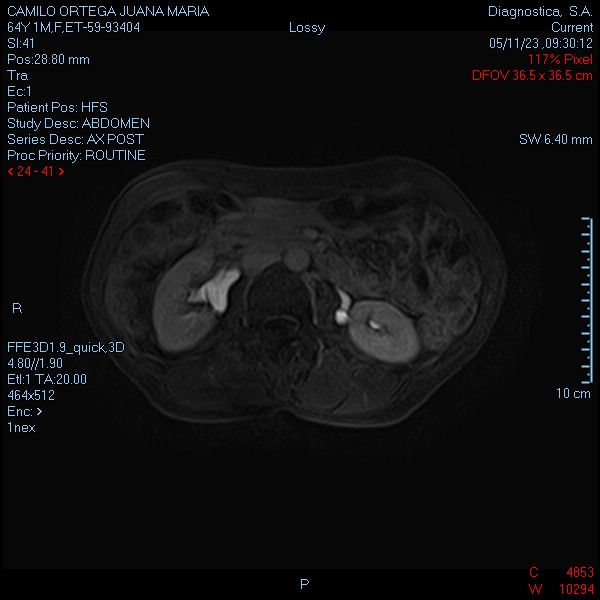 CAMILO ORTEGA JUANA MARIA
64Y 1M,F,ET-59-93404
SI:41
Pos:28.80 mm
Tra
Ec:1
Patient Pos: HFS
Study Desc: ABDOMEN
Series Desc: AX POST
Proc Priority: ROUTINE
< 24 - 41 >
Lossy
Diagnostica, S.A.
Current
05/11/23 ,09:30:12
117% Pixel
DFOV 36.5 x 36.5 cm
SW 6.40 mm
R
10 cm
FFE3D1.9_quick,3D
4.80//1.90
Etl:1 TA:20.00
464x512
Enc: >
1nex
P
C 4853
W 10294